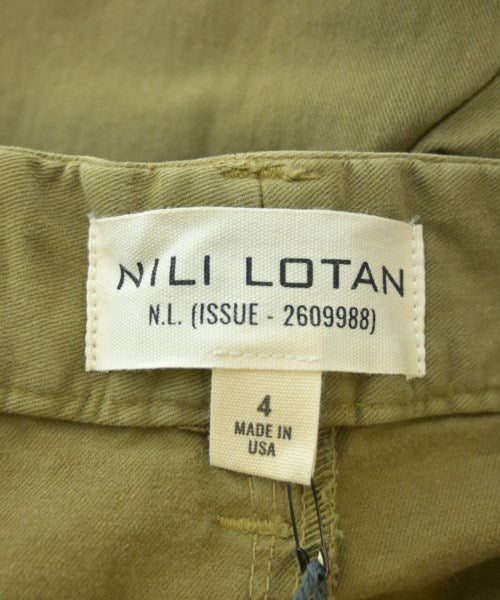 NILI LOTAN
N.L. (ISSUE - 2609988)
4
MADE IN
USA